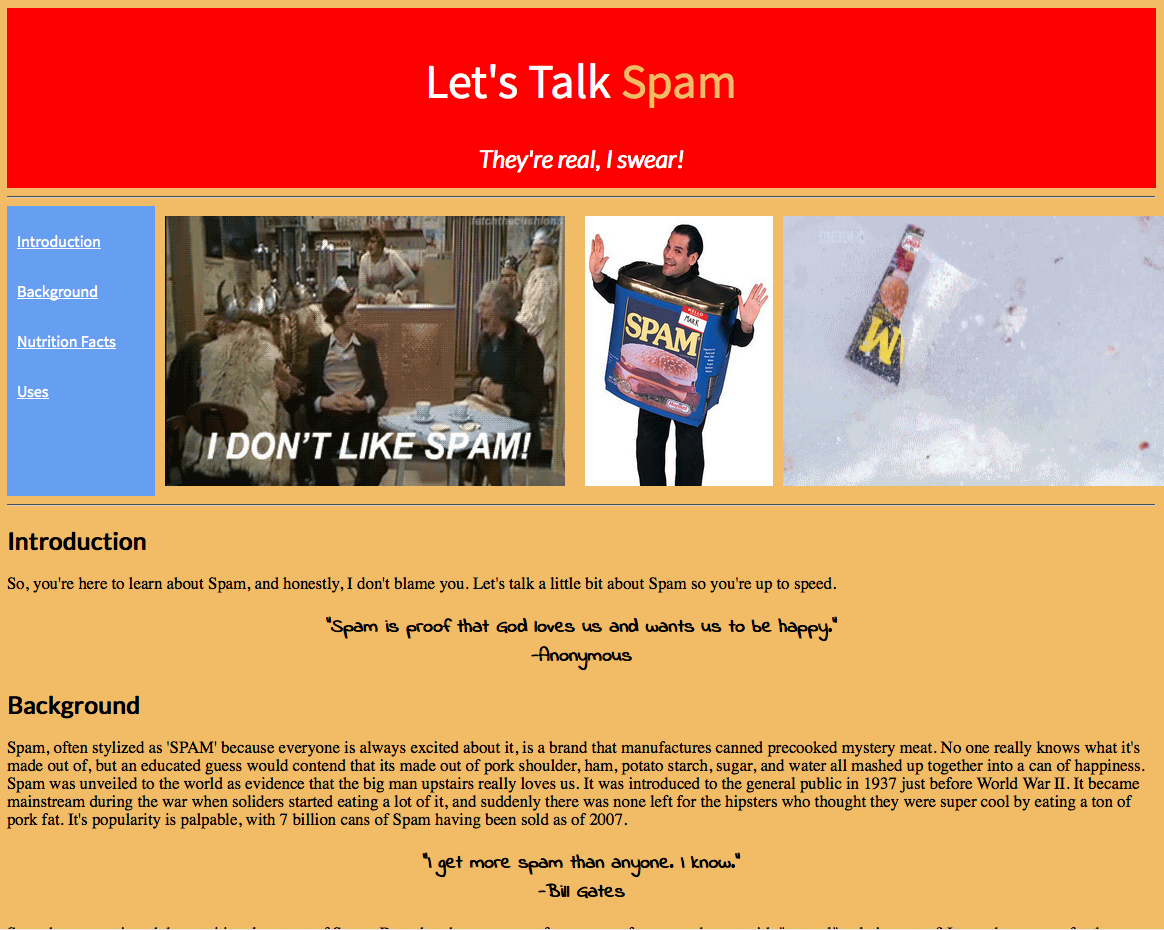 Let's Talk Spam
They're real, I swear!
Introduction
Background
Nutrition Facts
Uses
fetchthecushions
I DON'T LIKE SPAM!
HELLO
MARK
SPAM
Introduction
So, you're here to learn about Spam, and honestly, I don't blame you. Let's talk a little bit about Spam so you're up to speed.
"Spam is proof that God loves us and wants us to be happy."
-Anonymous
Background
Spam, often stylized as 'SPAM' because everyone is always excited about it, is a brand that manufactures canned precooked mystery meat. No one really knows what it's
made out of, but an educated guess would contend that its made out of pork shoulder, ham, potato starch, sugar, and water all mashed up together into a can of happiness.
Spam was unveiled to the world as evidence that the big man upstairs really loves us. It was introduced to the general public in 1937 just before World War II. It became
mainstream during the war when soliders started eating a lot of it, and suddenly there was none left for the hipsters who thought they were super cool by eating a ton of
pork fat. It's popularity is palpable, with 7 billion cans of Spam having been sold as of 2007.
"I get more spam than anyone. I know."
-Bill Gates